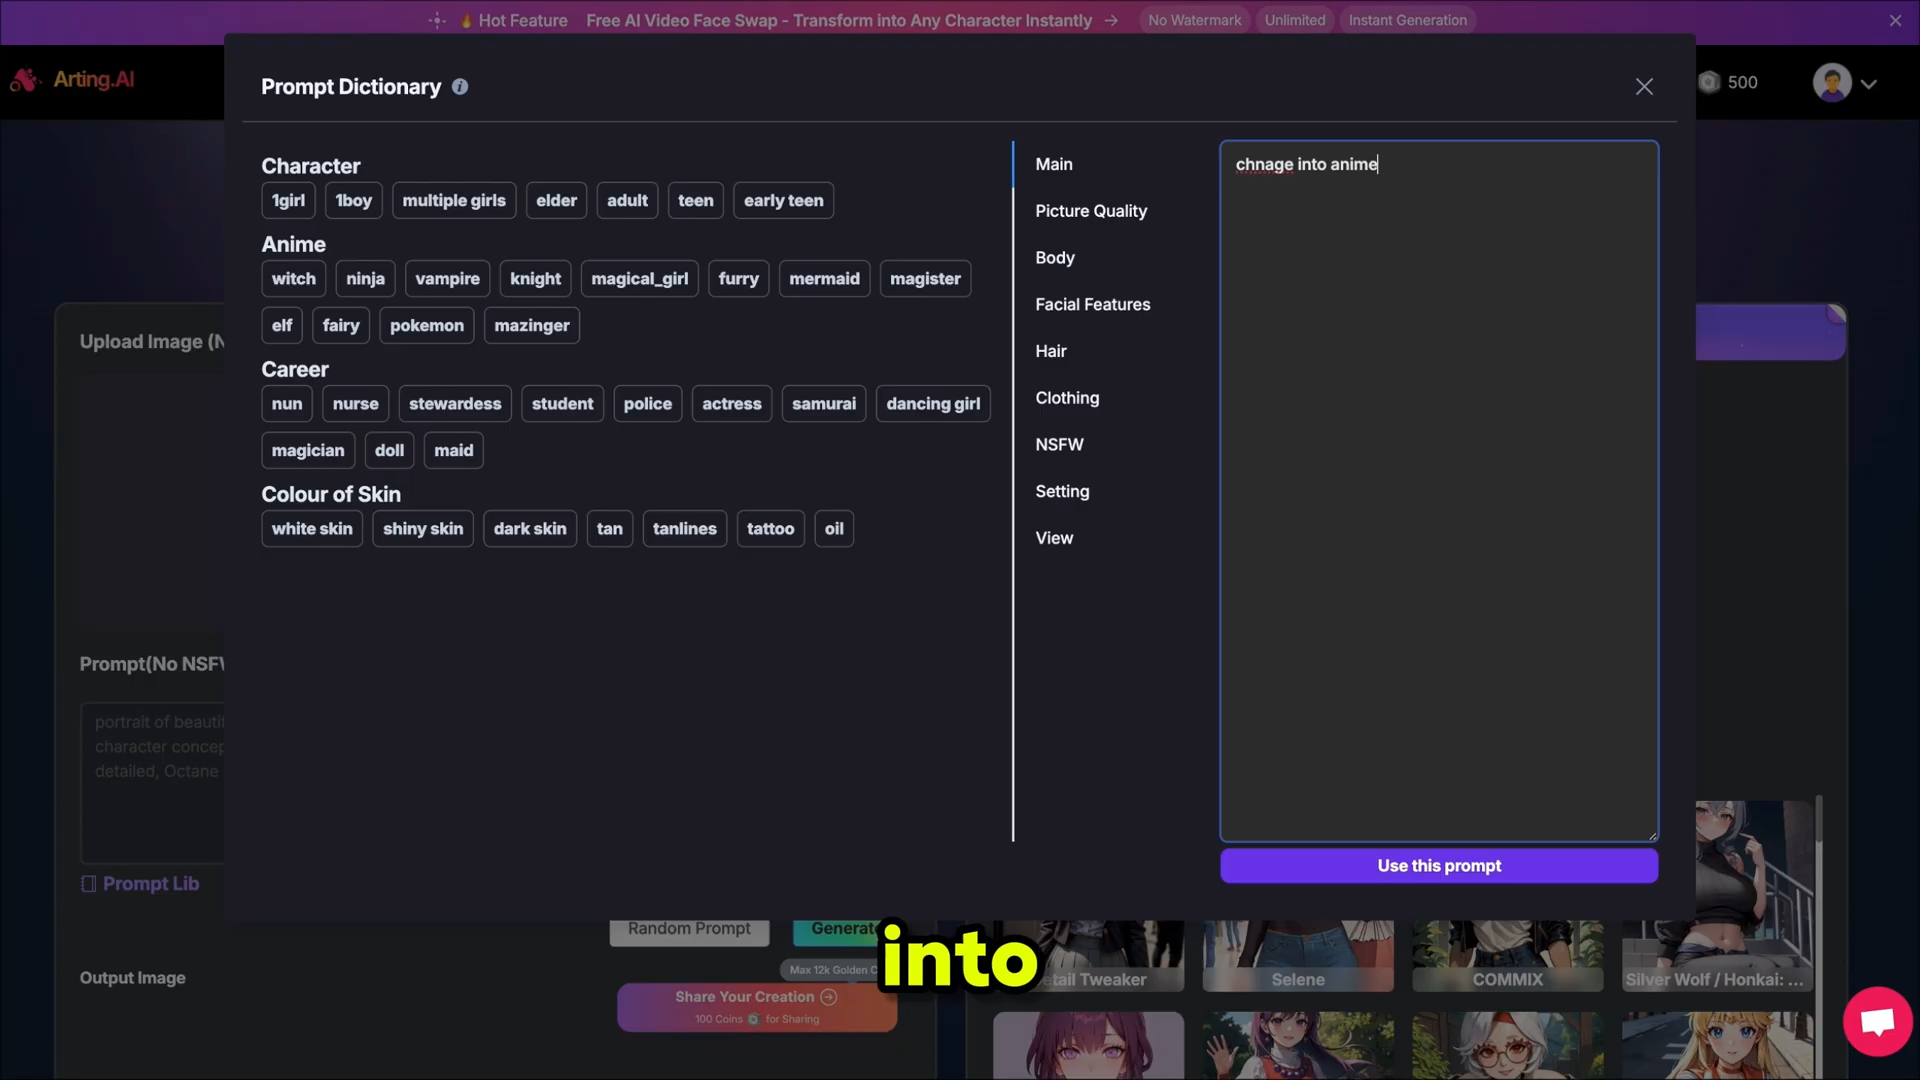 🔥 Hot Feature Free AI Video Face Swap - Transform into Any Character Instantly → No Watermark Unlimited Instant Generation
Arting.AI
500
Prompt Dictionary
Character
1girl 1boy multiple girls elder adult teen early teen
Anime
witch ninja vampire knight magical_girl furry mermaid magister
elf fairy pokemon mazinger
Career
nun nurse stewardess student police actress samurai dancing girl
magician doll maid
Colour of Skin
white skin shiny skin dark skin tan tanlines tattoo oil
Main
Picture Quality
Body
Facial Features
Hair
Clothing
NSFW
Setting
View
chnage into anime
Use this prompt
Upload Image (N
Prompt(No NSFW
portrait of beauti
character concep
detailed, Octane
Prompt Lib
Random Prompt
Generate
Max 12k Golden C
Share Your Creation
100 Coins for Sharing
Output Image
into
etail Tweaker
Selene
COMMIX
Silver Wolf / Honkai: ...